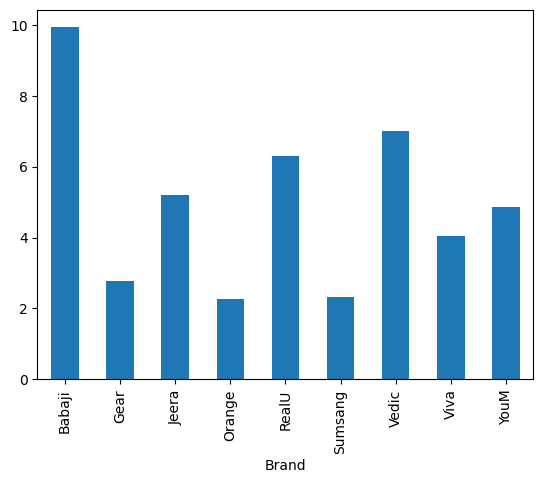 10
8
6
4
2
0
Babaji
Gear
Jeera
Orange
RealU
Sumsang
Vedic
Viva
YouM
Brand